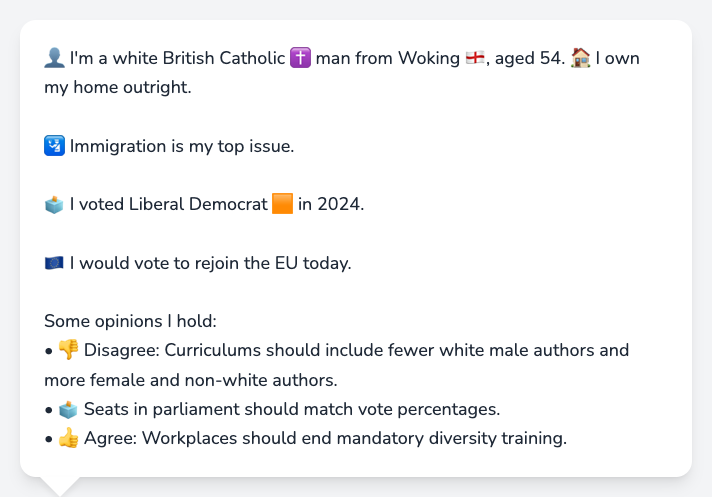 👤 I'm a white British Catholic ✝️ man from Woking 🏴󠁧󠁢󠁥󠁮󠁧󠁿, aged 54. 🏠 I own
my home outright.
🛂 Immigration is my top issue.
🗳️ I voted Liberal Democrat 🟧 in 2024.
🇪🇺 I would vote to rejoin the EU today.
Some opinions I hold:
• 👎 Disagree: Curriculums should include fewer white male authors and
more female and non-white authors.
• 🗳️ Seats in parliament should match vote percentages.
• 👍 Agree: Workplaces should end mandatory diversity training.